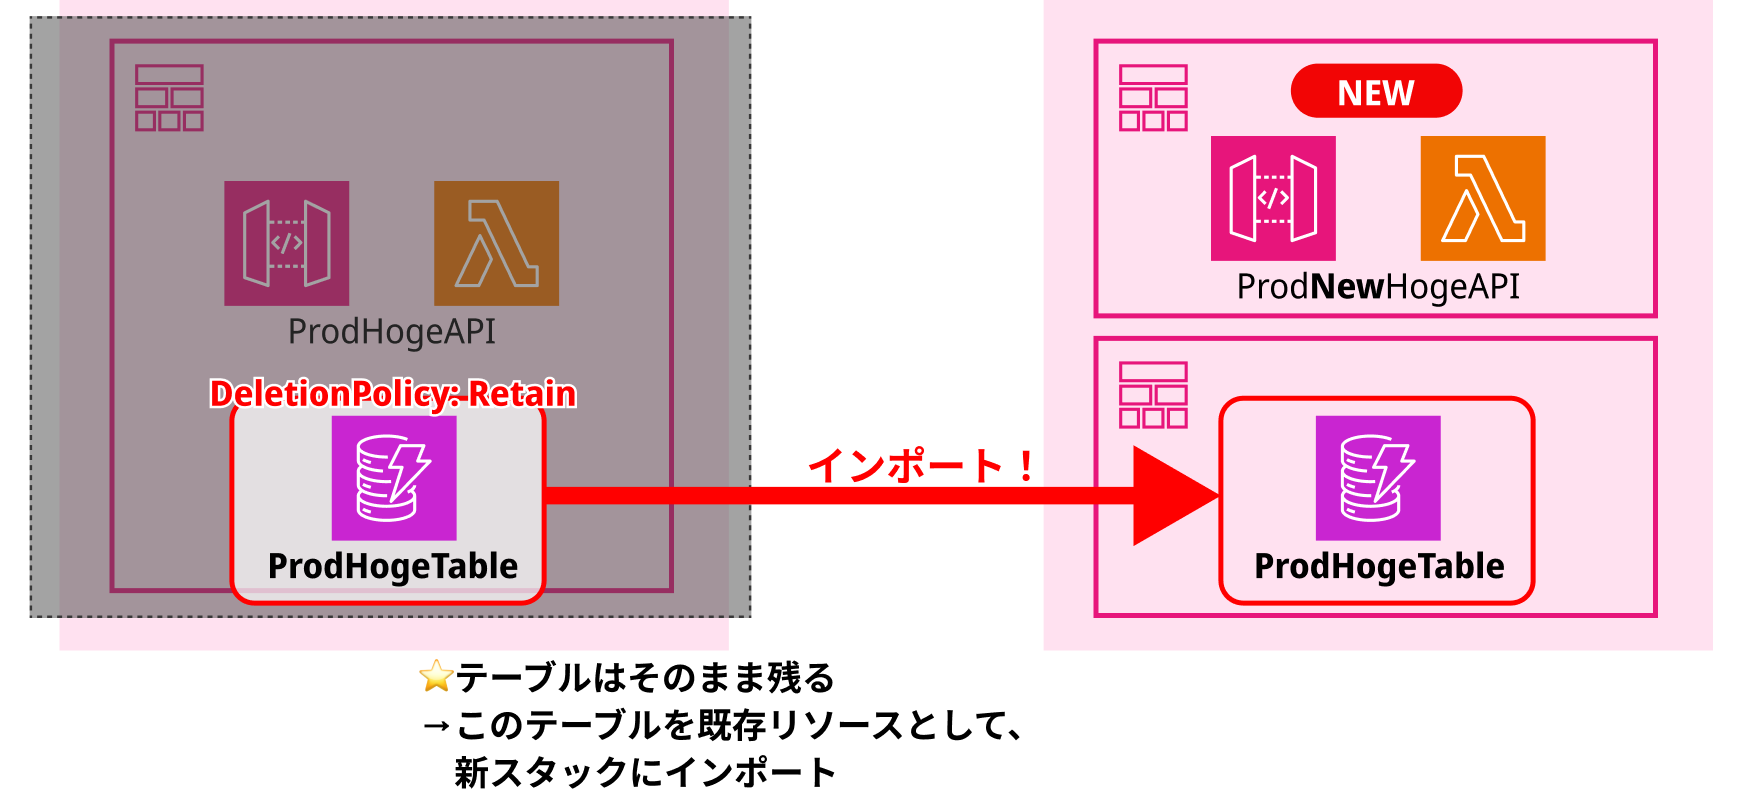 ProdHogeAPI
DeletionPolicy: Retain
ProdHogeTable
インポート！
NEW
ProdNewHogeAPI
ProdHogeTable
⭐テーブルはそのまま残る
→このテーブルを既存リソースとして、
新スタックにインポート